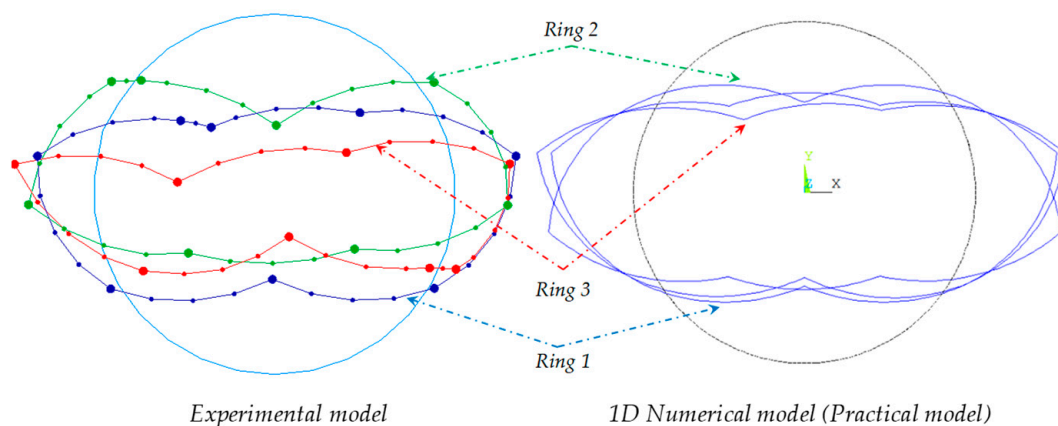 Ring 2
Y
Z
X
Ring 3
Ring 1
Experimental model
1D Numerical model (Practical model)